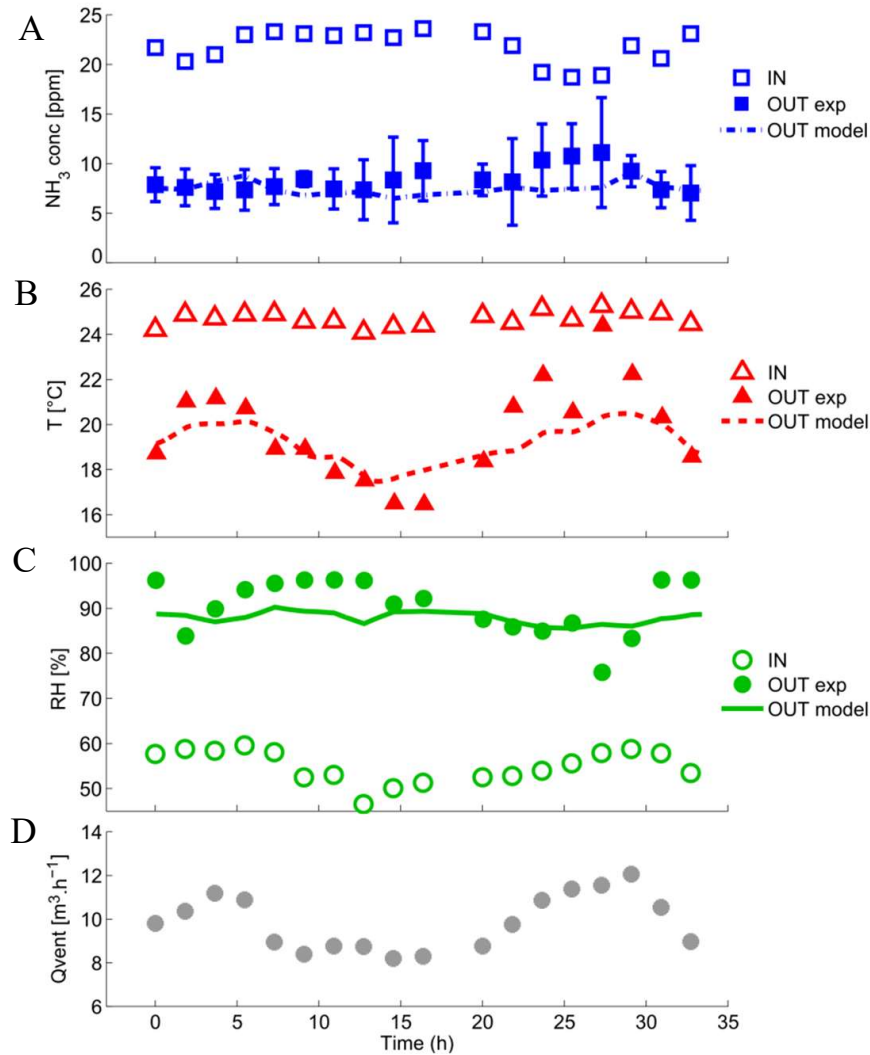 A
25
20
15
10
5
0
NH3 conc [ppm]
IN
OUT exp
OUT model
B
26
24
22
20
18
16
T [°C]
IN
OUT exp
OUT model
C
100
90
80
70
60
50
RH [%]
IN
OUT exp
OUT model
D
14
12
10
8
6
Qvent [m³.h⁻¹]
0 5 10 15 20 25 30 35
Time (h)